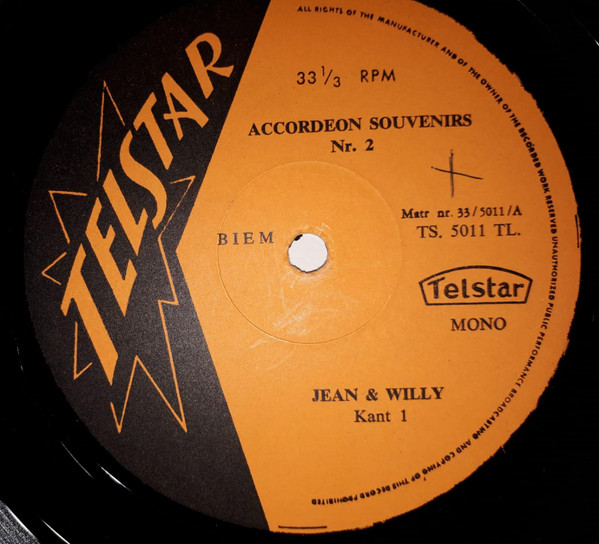 ALL RIGHTS OF THE MANUFACTURER AND OF THE OWNER OF THE RECORDED WORK RESERVED UNAUTHORIZED PUBLIC PERFORMANCE BROADCASTING AND COPYING OF THIS RECORD PROHIBITED
TELSTAR
33 1/3 RPM
ACCORDEON SOUVENIRS
Nr. 2
Matr nr. 33/5011/A
BIEM
TS. 5011 TL.
Telstar
MONO
JEAN & WILLY
Kant 1